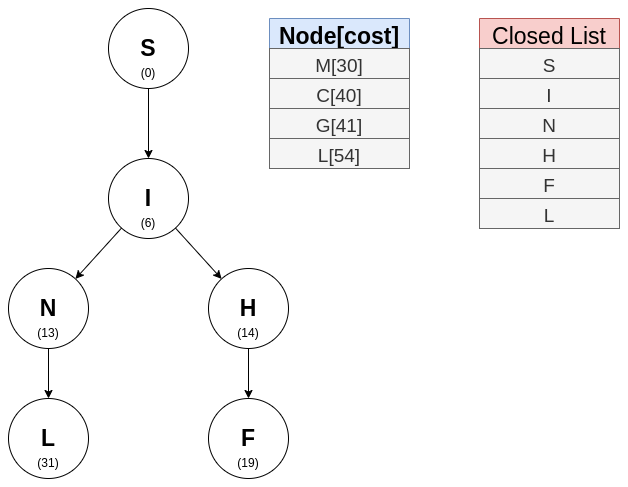 S
(0)
I
(6)
N
(13)
H
(14)
L
(31)
F
(19)
Node[cost]
M[30]
C[40]
G[41]
L[54]
Closed List
S
I
N
H
F
L